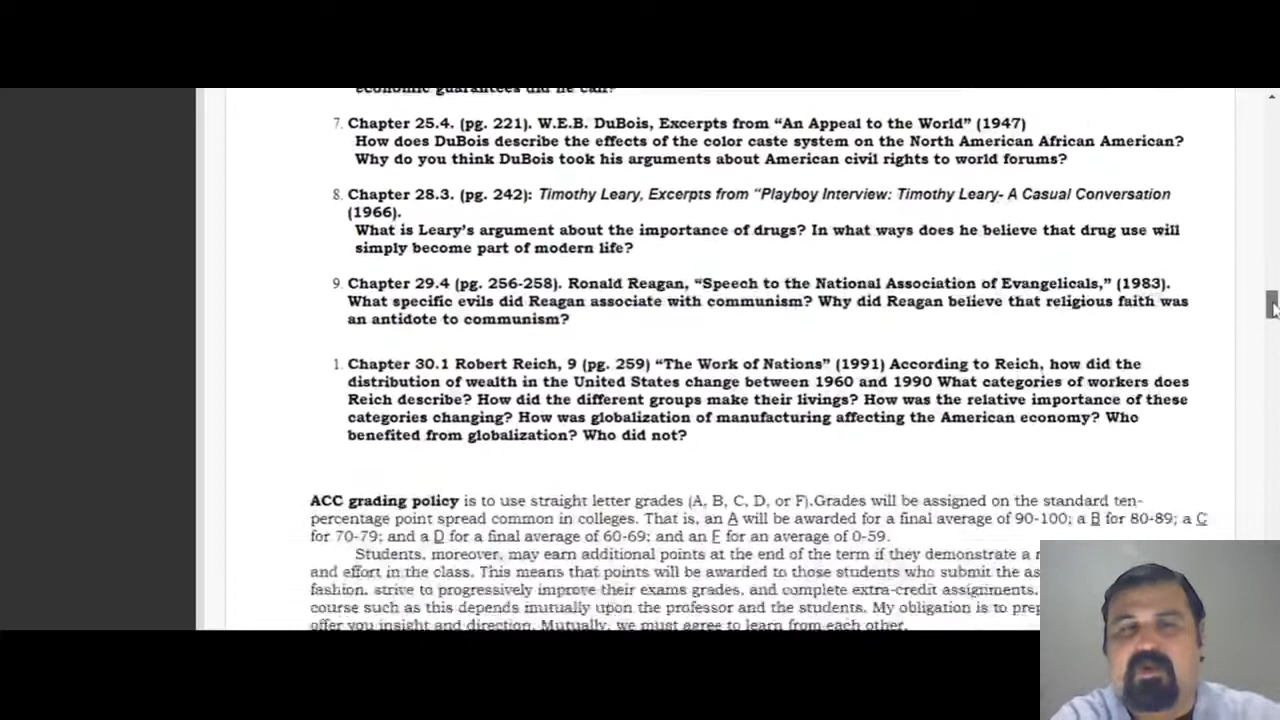 economic guarantees did he call?
7. Chapter 25.4. (pg. 221). W.E.B. DuBois, Excerpts from “An Appeal to the World” (1947)
How does DuBois describe the effects of the color caste system on the North American African American?
Why do you think DuBois took his arguments about American civil rights to world forums?
8. Chapter 28.3. (pg. 242): Timothy Leary, Excerpts from “Playboy Interview: Timothy Leary- A Casual Conversation
(1966).
What is Leary’s argument about the importance of drugs? In what ways does he believe that drug use will
simply become part of modern life?
9. Chapter 29.4 (pg. 256-258). Ronald Reagan, “Speech to the National Association of Evangelicals,” (1983).
What specific evils did Reagan associate with communism? Why did Reagan believe that religious faith was
an antidote to communism?
1. Chapter 30.1 Robert Reich, 9 (pg. 259) “The Work of Nations” (1991) According to Reich, how did the
distribution of wealth in the United States change between 1960 and 1990 What categories of workers does
Reich describe? How did the different groups make their livings? How was the relative importance of these
categories changing? How was globalization of manufacturing affecting the American economy? Who
benefited from globalization? Who did not?
ACC grading policy is to use straight letter grades (A, B, C, D, or F).Grades will be assigned on the standard ten-
percentage point spread common in colleges. That is, an A will be awarded for a final average of 90-100; a B for 80-89; a C
for 70-79; and a D for a final average of 60-69; and an F for an average of 0-59.
Students, moreover, may earn additional points at the end of the term if they demonstrate a
and effort in the class. This means that points will be awarded to those students who submit the
fashion, strive to progressively improve their exams grades, and complete extra-credit assignments.
course such as this depends mutually upon the professor and the students. My obligation is to
offer you insight and direction. Mutually, we must agree to learn from each other.